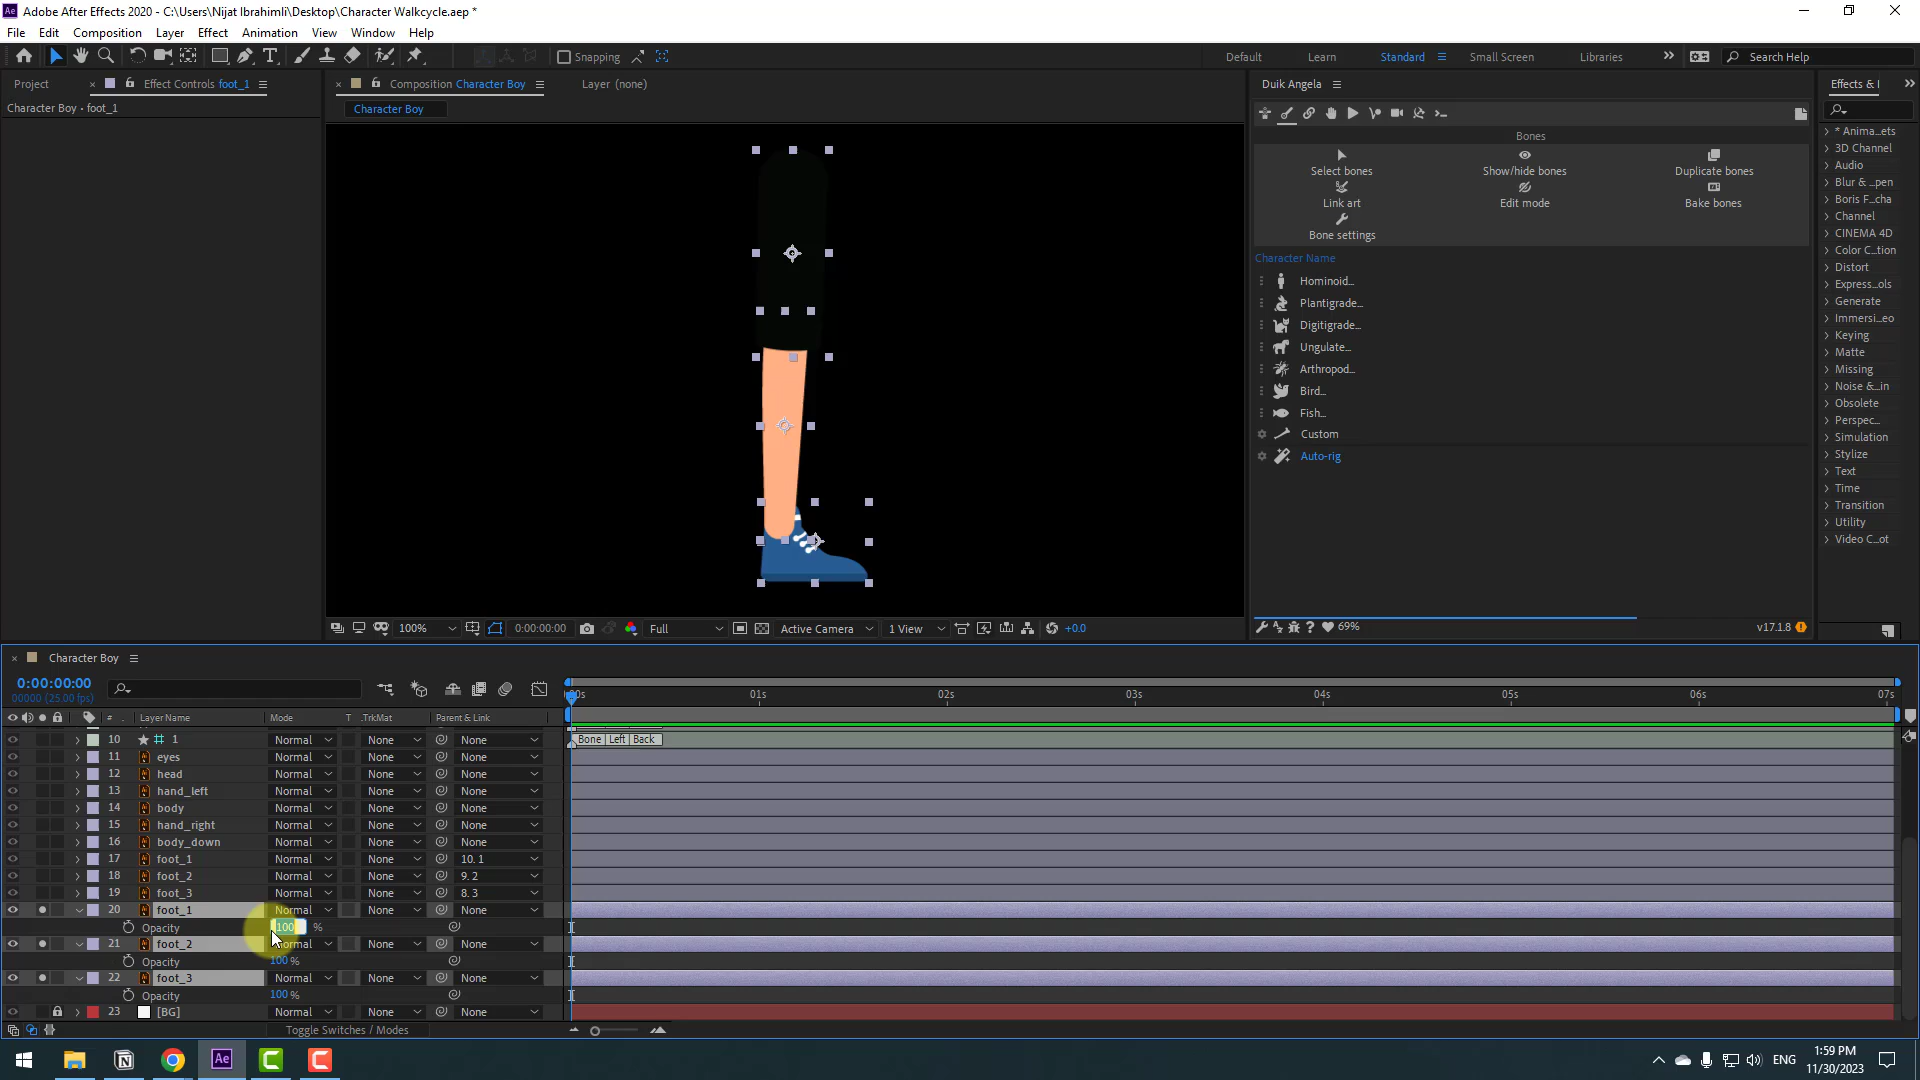 Adobe After Effects 2020 - C:\Users\Nijat Ibrahimli\Desktop\Character Walkcycle.aep *
File Edit Composition Layer Effect Animation View Window Help
Snapping Default Learn Standard Small Screen Libraries Search Help
Project Effect Controls foot_1 Composition Character Boy Layer (none) Duik Angela Effects & I
Character Boy - foot_1
Character Boy
Bones
Select bones Show/hide bones Duplicate bones
Link art Edit mode Bake bones
Bone settings
Character Name
Hominoid...
Plantigrade...
Digitigrade...
Ungulate...
Arthropod...
Bird...
Fish...
Custom
Auto-rig
* Anima...ets
3D Channel
Audio
Blur & ...pen
Boris F...cha
Channel
CINEMA 4D
Color C...tion
Distort
Express...ols
Generate
Immersi...eo
Keying
Matte
Missing
Noise &...in
Obsolete
Perspec...
Simulation
Stylize
Text
Time
Transition
Utility
Video C...ot
100% 0:00:00:00 Full Active Camera 1 View +0.0
69% v17.1.8
Character Boy
0:00:00:00
00000 (25.00 fps)
00s 01s 02s 03s 04s 05s 06s 07s
# Layer Name Mode T .TrkMat Parent & Link
10 1 Normal None None Bone Left Back
11 eyes Normal None None
12 head Normal None None
13 hand_left Normal None None
14 body Normal None None
15 hand_right Normal None None
16 body_down Normal None None
17 foot_1 Normal None 10. 1
18 foot_2 Normal None 9. 2
19 foot_3 Normal None 8. 3
20 foot_1 Normal None None
Opacity 100 %
21 foot_2 Normal None None
Opacity 100 %
22 foot_3 Normal None None
Opacity 100 %
23 [BG] Normal None None
Toggle Switches / Modes
ENG 1:59 PM
11/30/2023